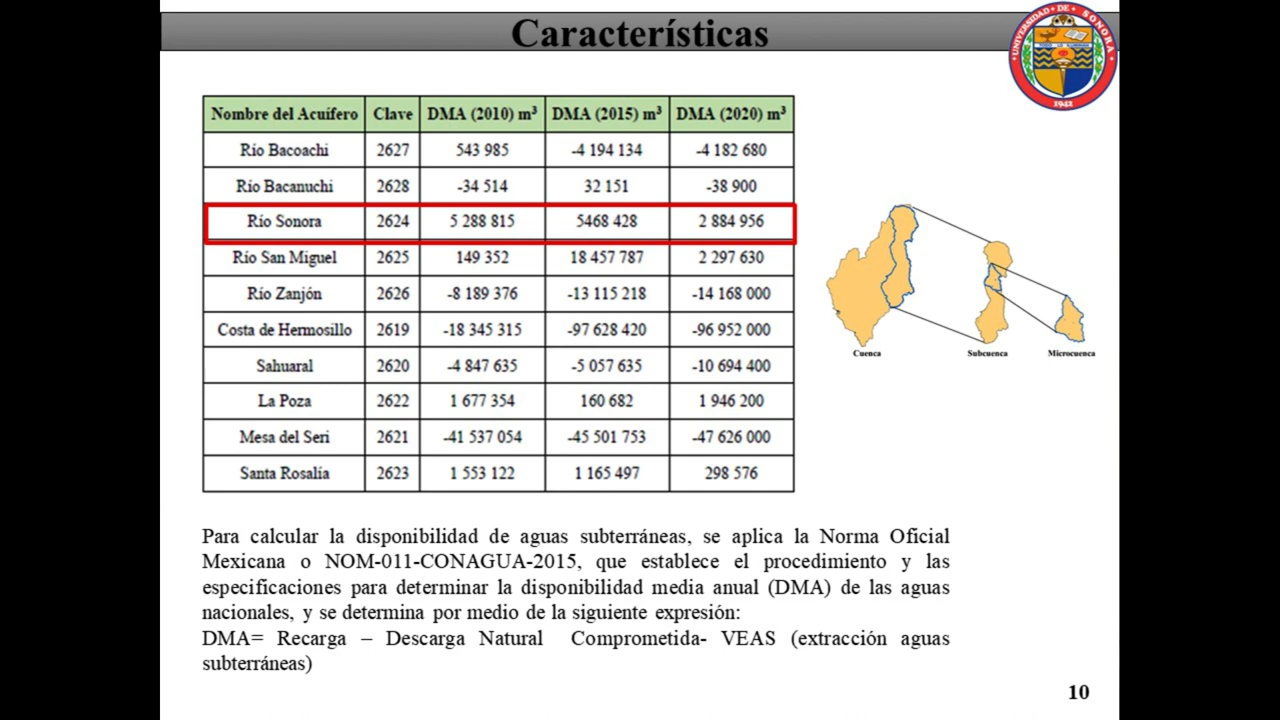 Características
UNIVERSIDAD DE SONORA
1942
Nombre del Acuífero Clave DMA (2010) m³ DMA (2015) m³ DMA (2020) m³
Río Bacoachi 2627 543 985 -4 194 134 -4 182 680
Río Bacanuchi 2628 -34 514 32 151 -38 900
Río Sonora 2624 5 288 815 5468 428 2 884 956
Río San Miguel 2625 149 352 18 457 787 2 297 630
Río Zanjón 2626 -8 189 376 -13 115 218 -14 168 000
Costa de Hermosillo 2619 -18 345 315 -97 628 420 -96 952 000
Sahuaral 2620 -4 847 635 -5 057 635 -10 694 400
La Poza 2622 1 677 354 160 682 1 946 200
Mesa del Seri 2621 -41 537 054 -45 501 753 -47 626 000
Santa Rosalía 2623 1 553 122 1 165 497 298 576
Cuenca Subcuenca Microcuenca
Para calcular la disponibilidad de aguas subterráneas, se aplica la Norma Oficial
Mexicana o NOM-011-CONAGUA-2015, que establece el procedimiento y las
especificaciones para determinar la disponibilidad media anual (DMA) de las aguas
nacionales, y se determina por medio de la siguiente expresión:
DMA= Recarga – Descarga Natural Comprometida- VEAS (extracción aguas
subterráneas)
10